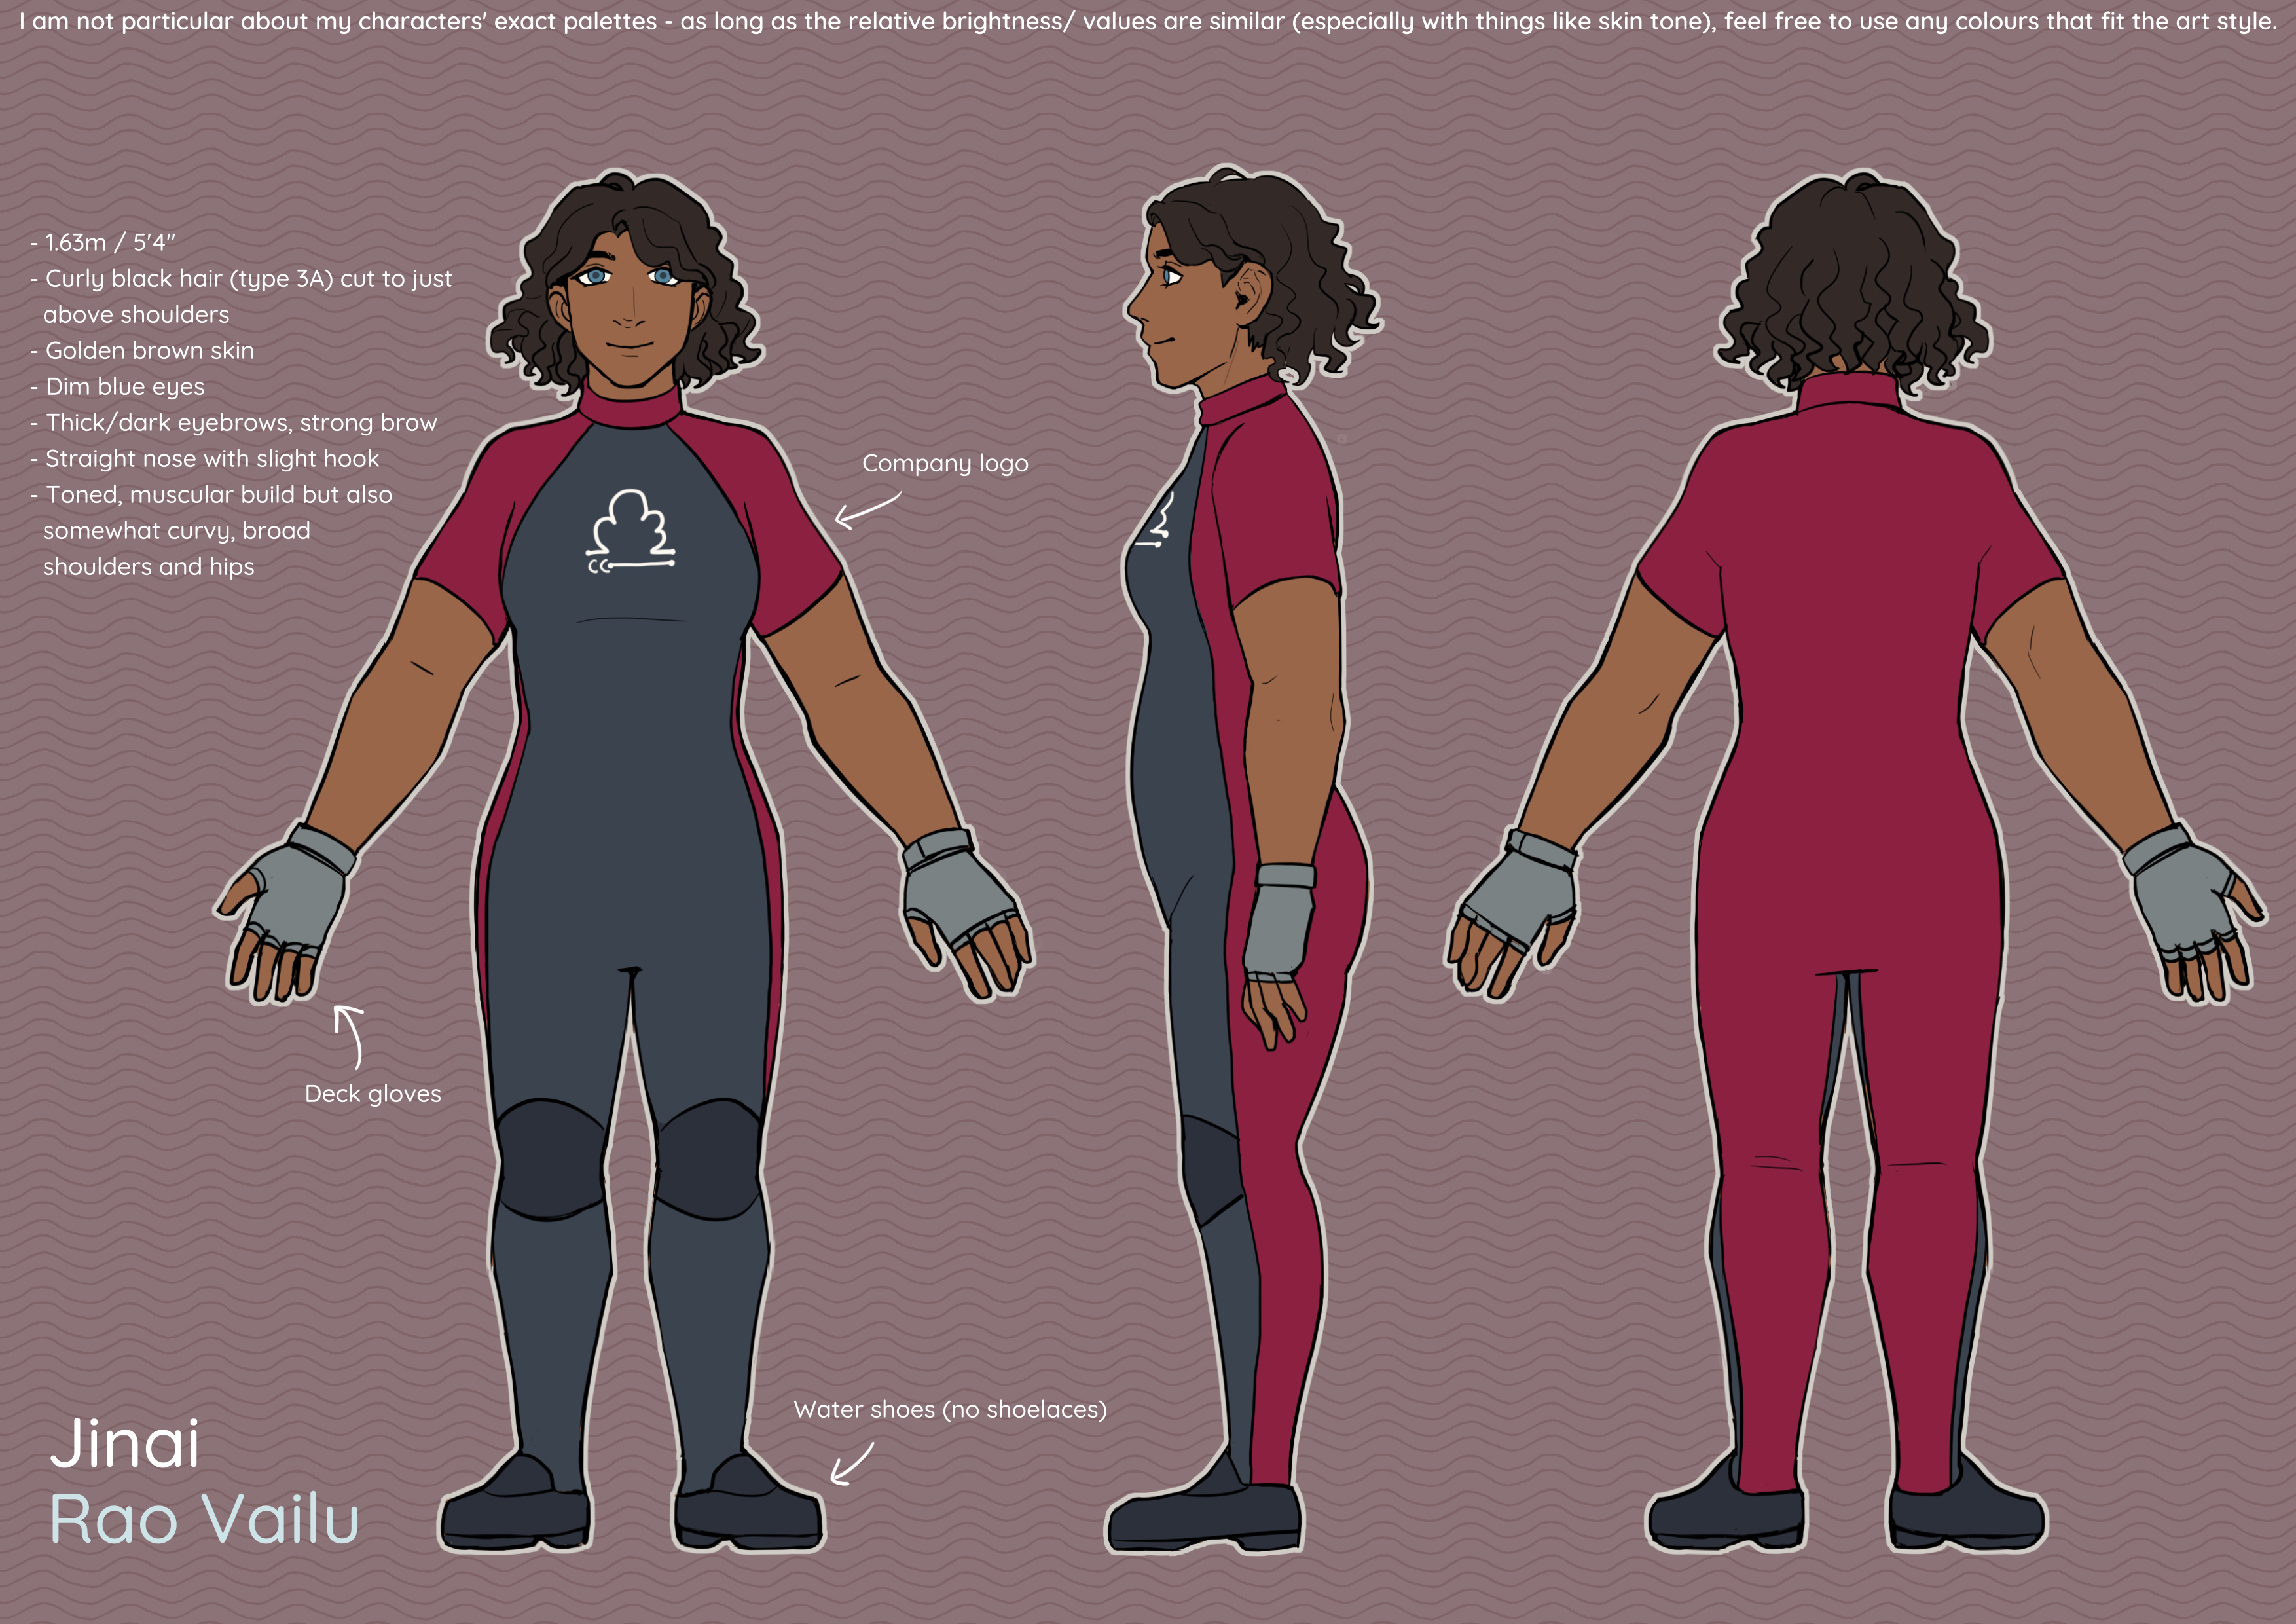 I am not particular about my characters' exact palettes - as long as the relative brightness/ values are similar (especially with things like skin tone), feel free to use any colours that fit the art style.
- 1.63m / 5'4"
- Curly black hair (type 3A) cut to just
above shoulders
- Golden brown skin
- Dim blue eyes
- Thick/dark eyebrows, strong brow
- Straight nose with slight hook
- Toned, muscular build but also
somewhat curvy, broad
shoulders and hips
Company logo
Deck gloves
Water shoes (no shoelaces)
Jinai
Rao Vailu